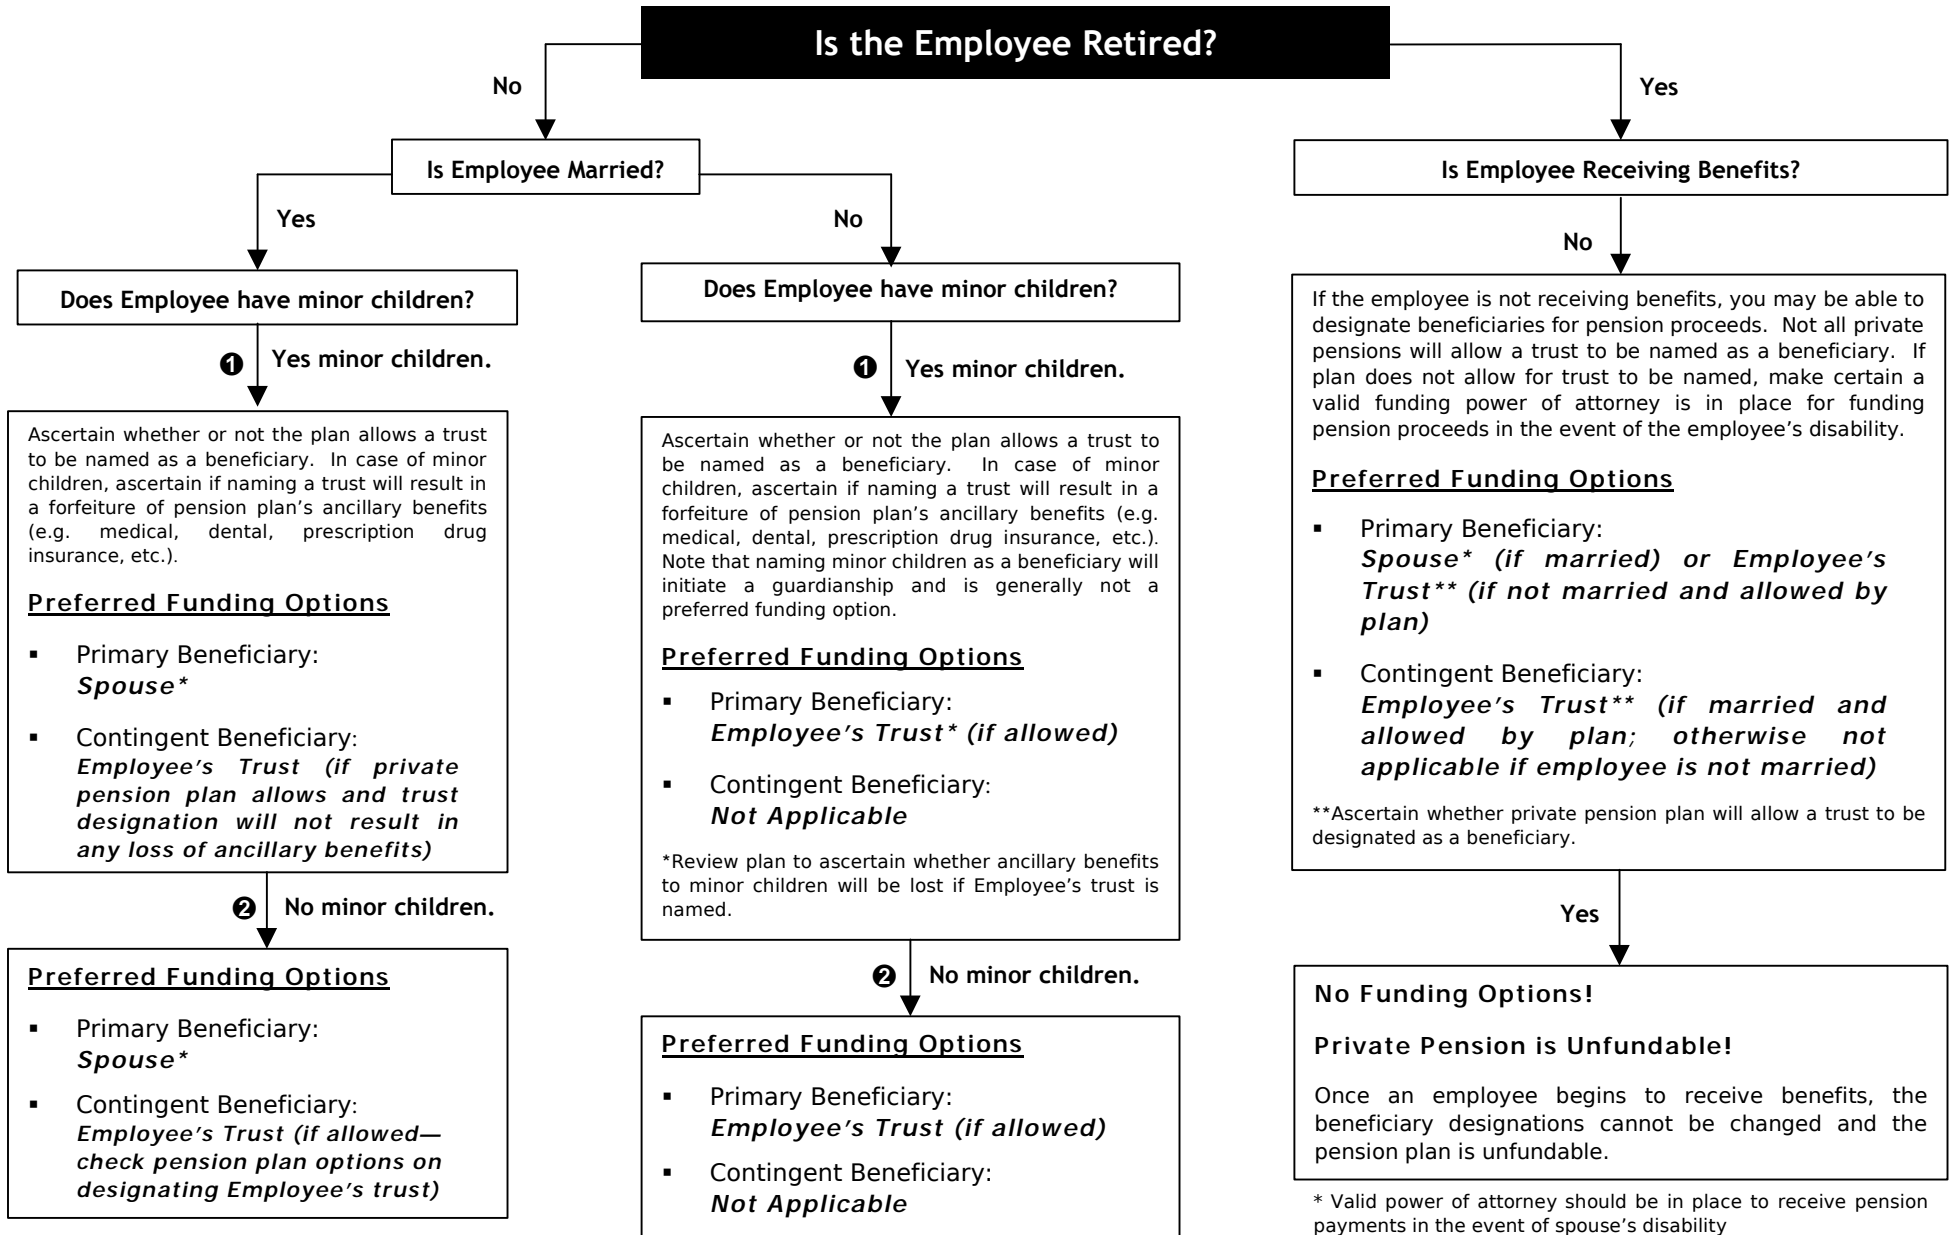 Is the Employee Retired?
No
Yes
Is Employee Married?
Is Employee Receiving Benefits?
Yes
No
No
Does Employee have minor children?
❶ Yes minor children.
Ascertain whether or not the plan allows a trust
to be named as a beneficiary. In case of minor
children, ascertain if naming a trust will result in
a forfeiture of pension plan’s ancillary benefits
(e.g. medical, dental, prescription drug
insurance, etc.).
Preferred Funding Options
▪ Primary Beneficiary:
Spouse*
▪ Contingent Beneficiary:
Employee’s Trust (if private
pension plan allows and trust
designation will not result in
any loss of ancillary benefits)
❷ No minor children.
Preferred Funding Options
▪ Primary Beneficiary:
Spouse*
▪ Contingent Beneficiary:
Employee’s Trust (if allowed—
check pension plan options on
designating Employee’s trust)
Does Employee have minor children?
❶ Yes minor children.
Ascertain whether or not the plan allows a trust to
be named as a beneficiary. In case of minor
children, ascertain if naming a trust will result in a
forfeiture of pension plan’s ancillary benefits (e.g.
medical, dental, prescription drug insurance, etc.).
Note that naming minor children as a beneficiary will
initiate a guardianship and is generally not a
preferred funding option.
Preferred Funding Options
▪ Primary Beneficiary:
Employee’s Trust* (if allowed)
▪ Contingent Beneficiary:
Not Applicable
*Review plan to ascertain whether ancillary benefits
to minor children will be lost if Employee’s trust is
named.
❷ No minor children.
Preferred Funding Options
▪ Primary Beneficiary:
Employee’s Trust (if allowed)
▪ Contingent Beneficiary:
Not Applicable
If the employee is not receiving benefits, you may be able to
designate beneficiaries for pension proceeds. Not all private
pensions will allow a trust to be named as a beneficiary. If
plan does not allow for trust to be named, make certain a
valid funding power of attorney is in place for funding
pension proceeds in the event of the employee’s disability.
Preferred Funding Options
▪ Primary Beneficiary:
Spouse* (if married) or Employee’s
Trust** (if not married and allowed by
plan)
▪ Contingent Beneficiary:
Employee’s Trust** (if married and
allowed by plan; otherwise not
applicable if employee is not married)
**Ascertain whether private pension plan will allow a trust to be
designated as a beneficiary.
Yes
No Funding Options!
Private Pension is Unfundable!
Once an employee begins to receive benefits, the
beneficiary designations cannot be changed and the
pension plan is unfundable.
* Valid power of attorney should be in place to receive pension
payments in the event of spouse’s disability